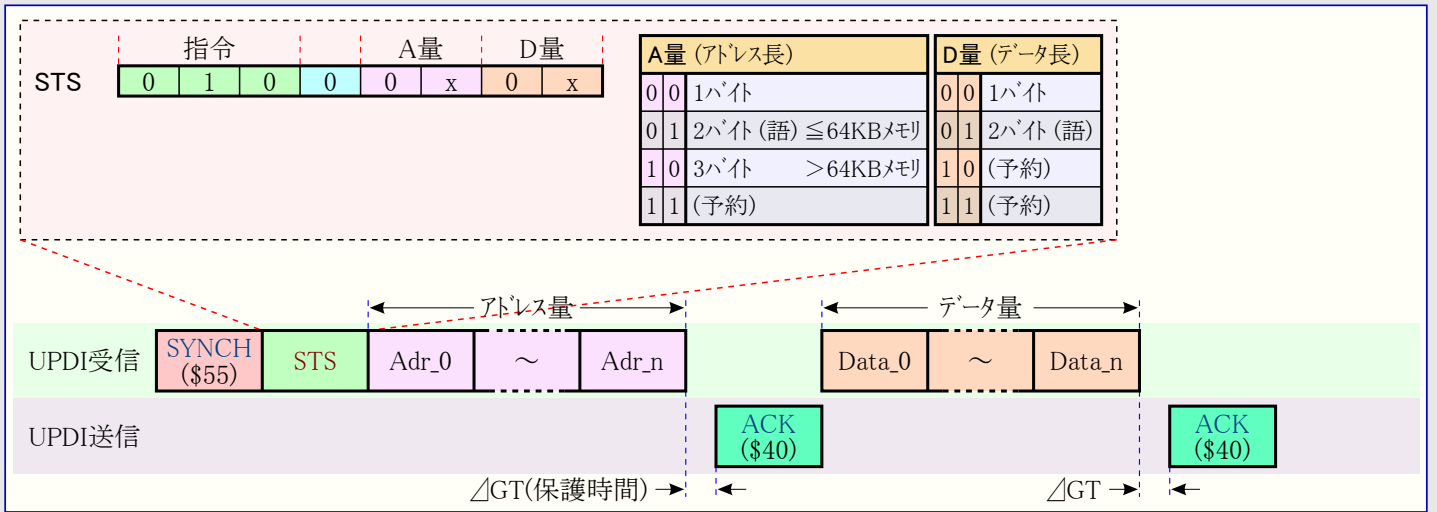 指令 A量 D量
STS 0 1 0 0 0 x 0 x
A量 (アドレス長)
0 0 1バイト
0 1 2バイト (語) ≦64KBメモリ
1 0 3バイト >64KBメモリ
1 1 (予約)
D量 (データ長)
0 0 1バイト
0 1 2バイト (語)
1 0 (予約)
1 1 (予約)
アドレス量 データ量
UPDI受信 SYNCH ($55) STS Adr_0 ～ Adr_n Data_0 ～ Data_n
UPDI送信 ACK ($40) ACK ($40)
⊿GT(保護時間) ⊿GT